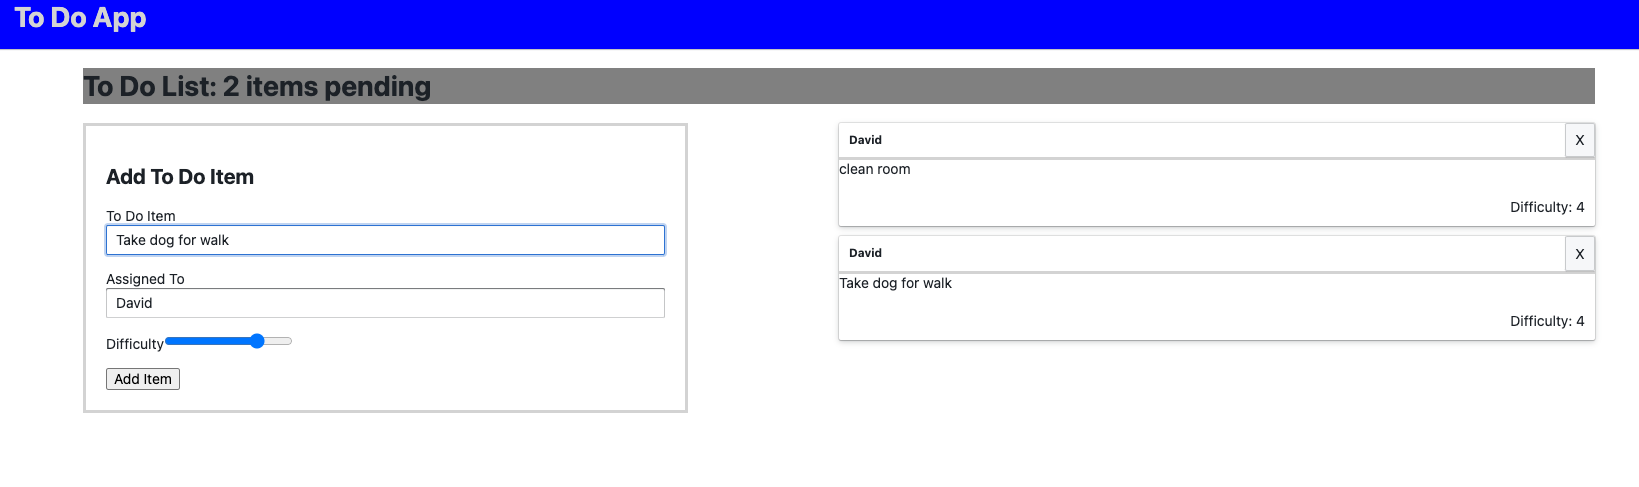 To Do App
To Do List: 2 items pending
Add To Do Item
To Do Item
Take dog for walk
Assigned To
David
Difficulty
Add Item
David
X
clean room
Difficulty: 4
David
X
Take dog for walk
Difficulty: 4